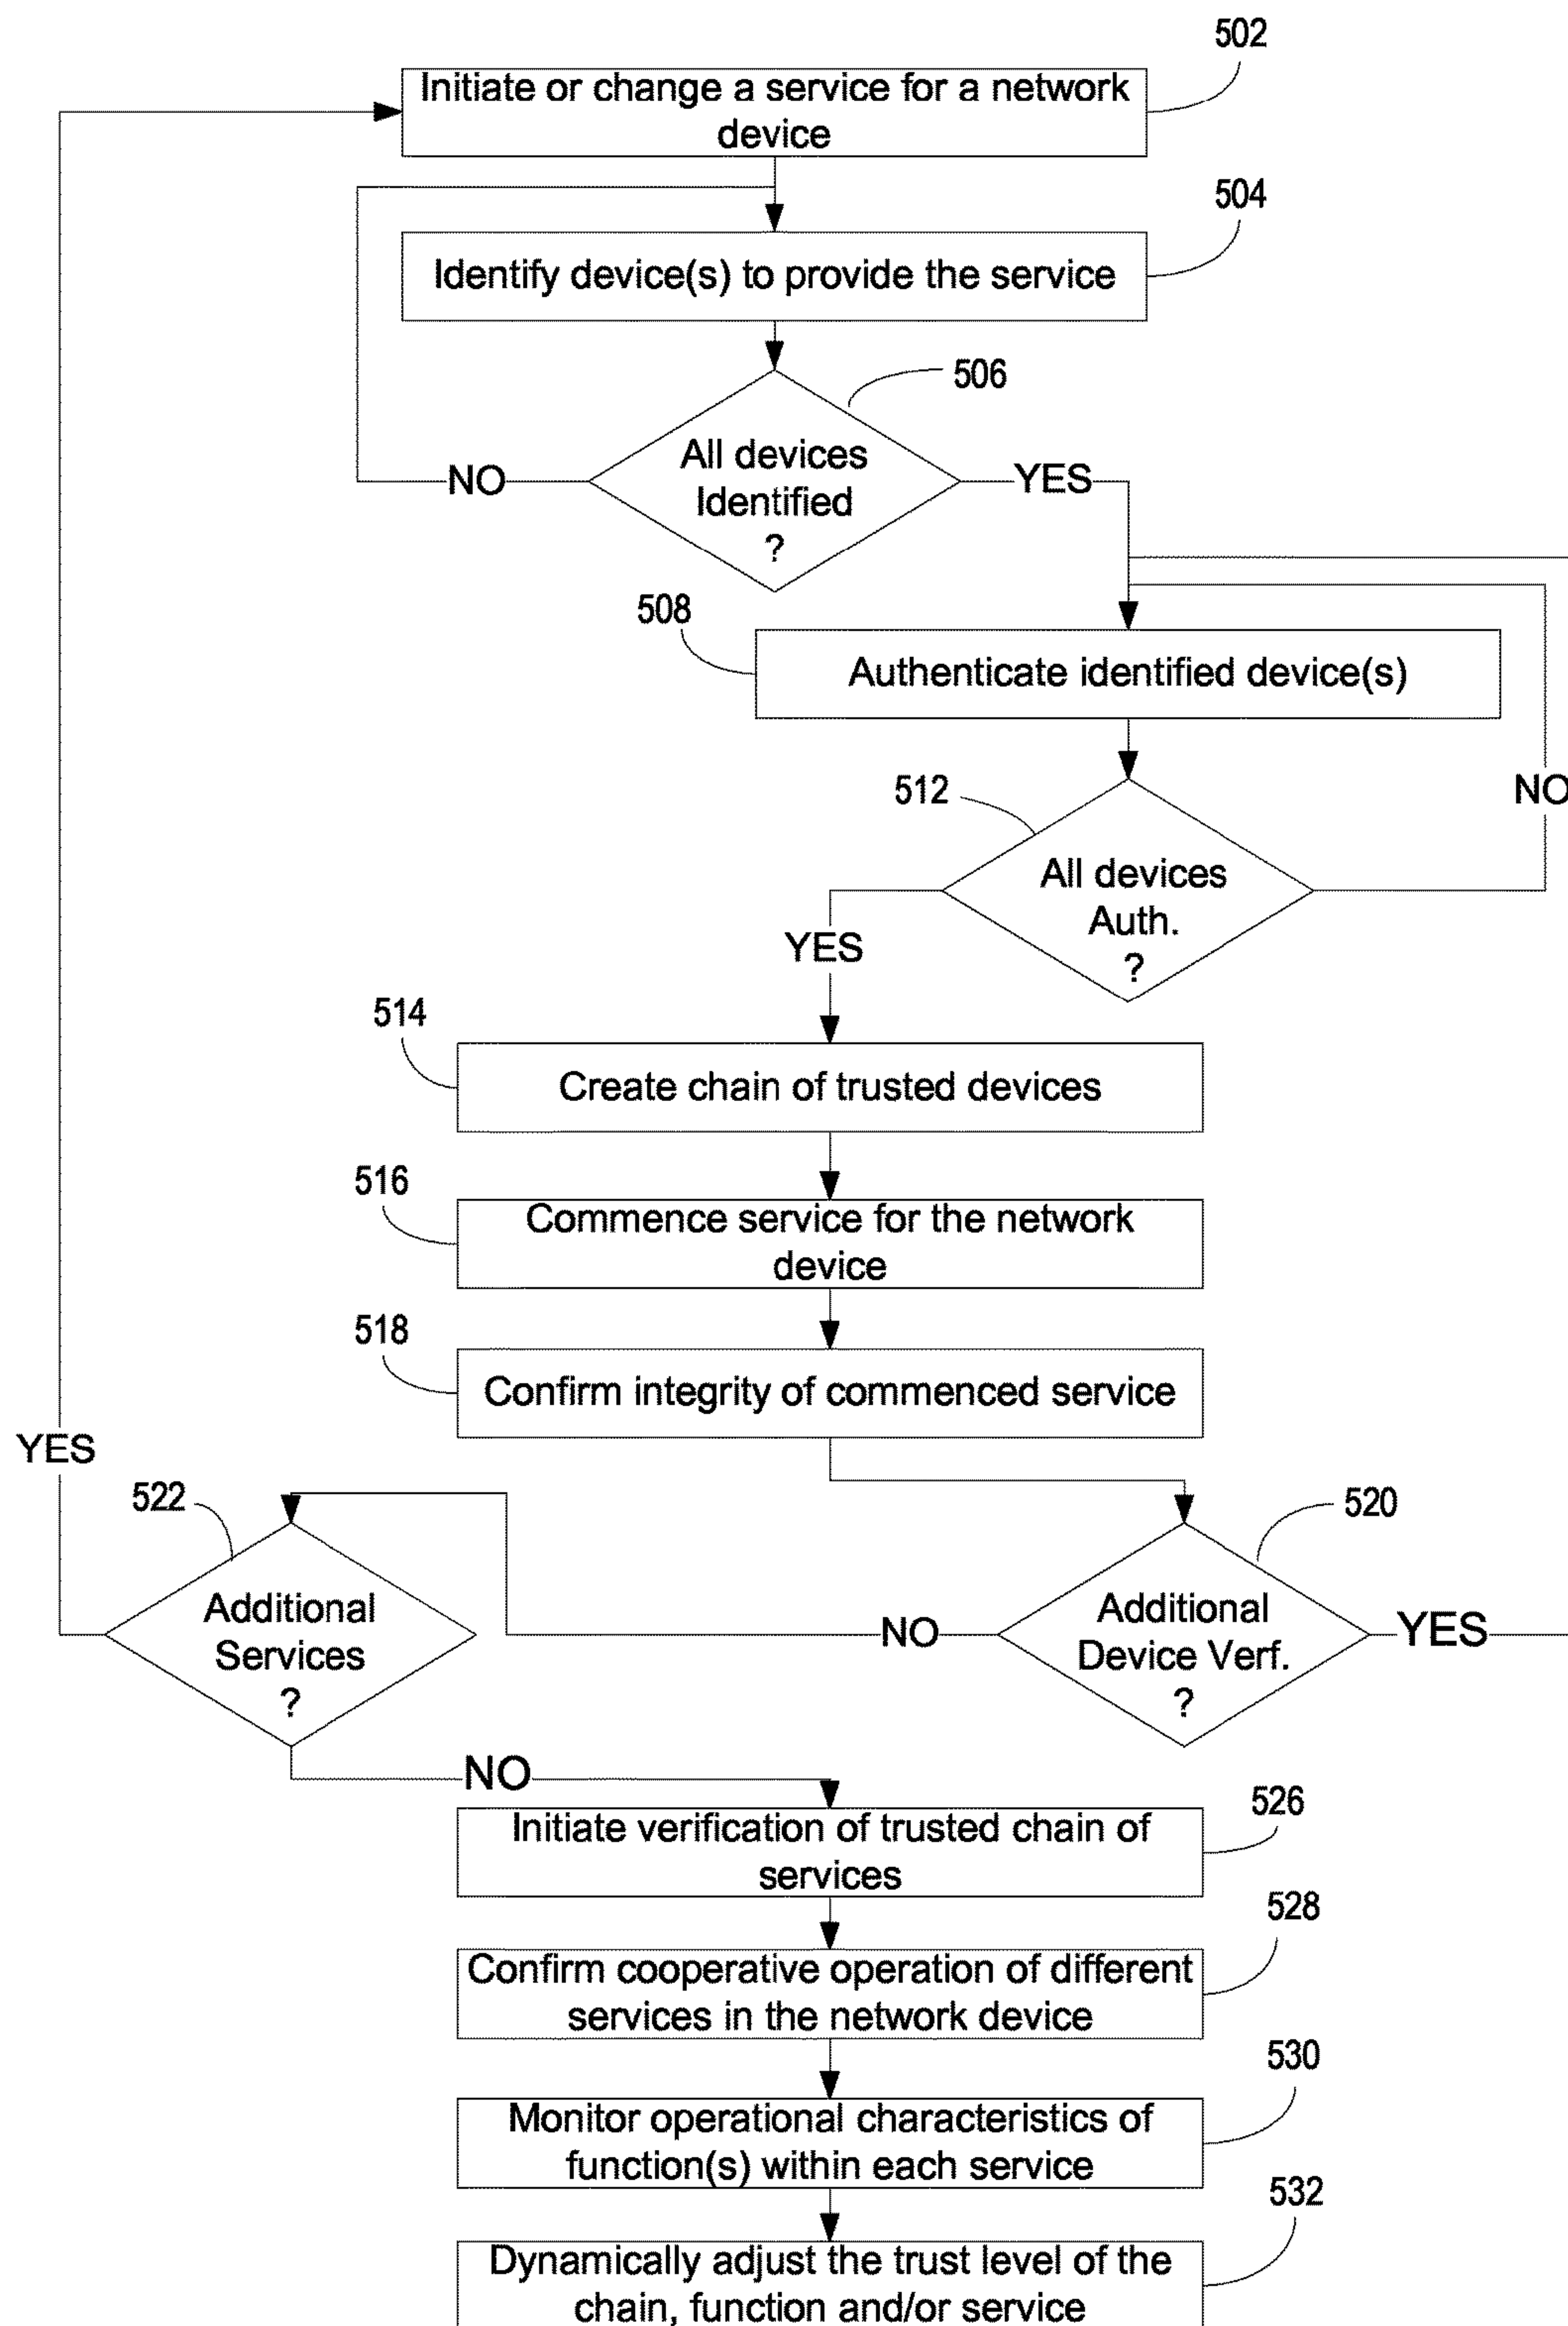 502
Initiate or change a service for a network
device
504
Identify device(s) to provide the service
506
All devices
Identified
?
NO
YES
508
Authenticate identified device(s)
512
NO
All devices
Auth.
?
YES
514
Create chain of trusted devices
516
Commence service for the network
device
518
Confirm integrity of commenced service
YES
522
520
Additional
Services
?
NO
Additional
Device Verf.
?
YES
NO
526
Initiate verification of trusted chain of
services
528
Confirm cooperative operation of different
services in the network device
530
Monitor operational characteristics of
function(s) within each service
532
Dynamically adjust the trust level of the
chain, function and/or service